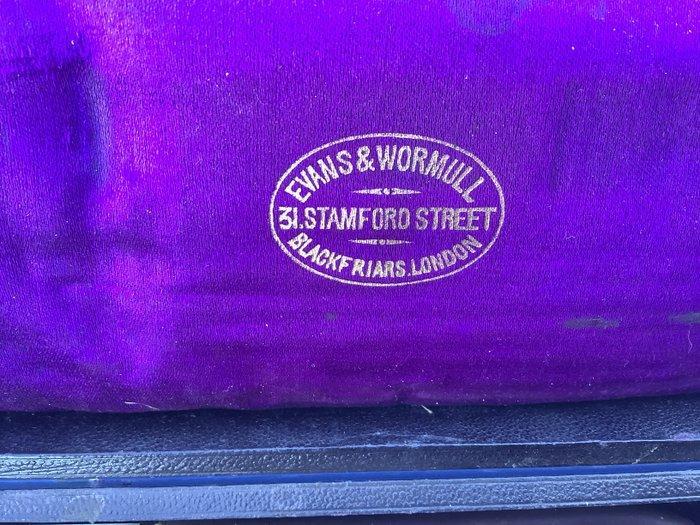 EVANS & WORMULL
31.STAMFORD STREET
BLACKFRIARS.LONDON